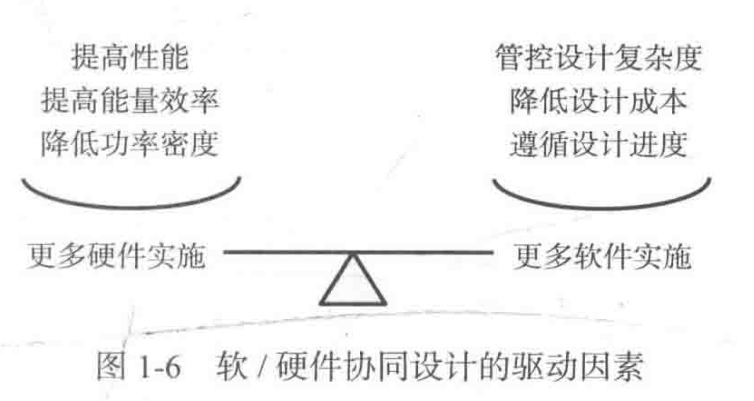 提高性能
提高能量效率
降低功率密度
管控设计复杂度
降低设计成本
遵循设计进度
更多硬件实施
更多软件实施
图 1-6 软 / 硬件协同设计的驱动因素